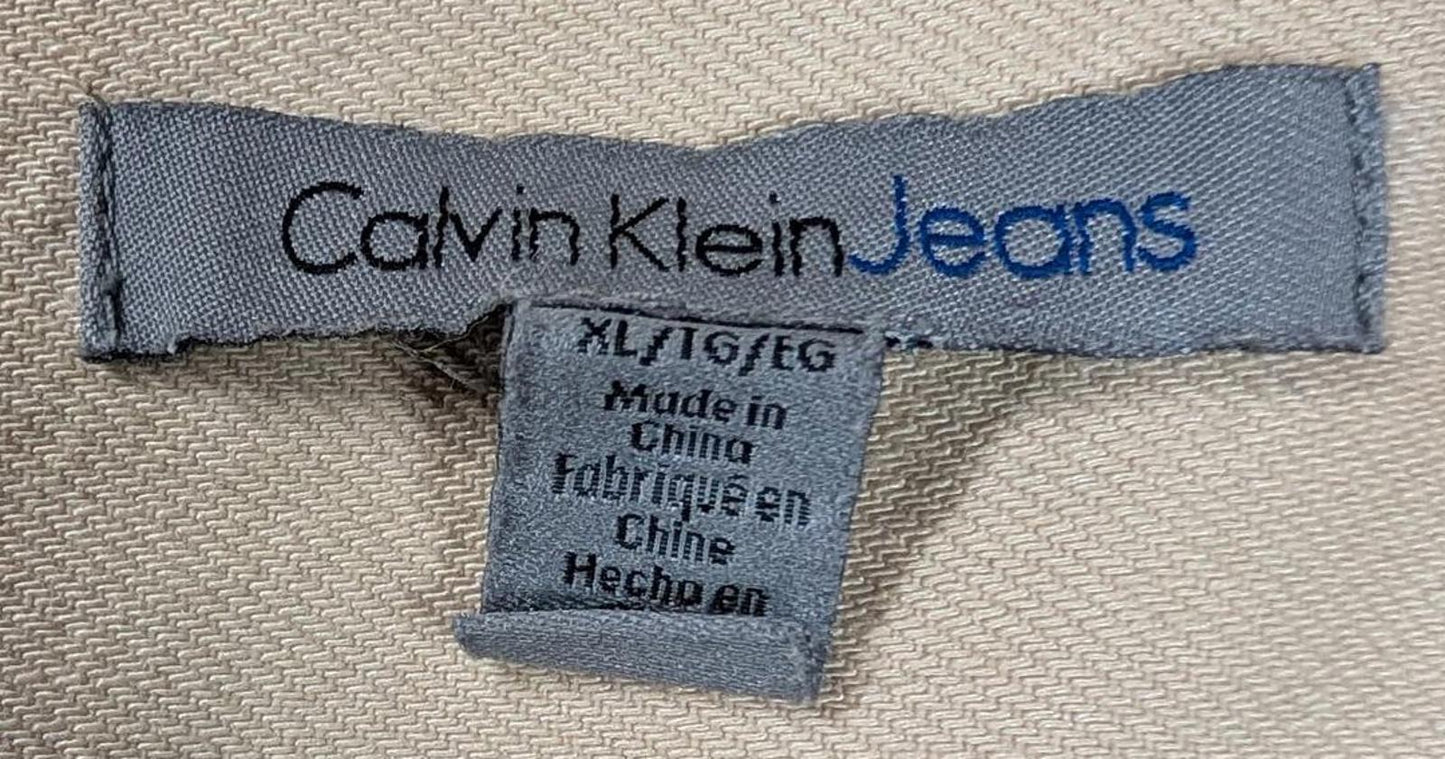 Calvin Klein Jeans
XL/TG/EG
Made in
China
Fabriqué en
Chine
Hecho en